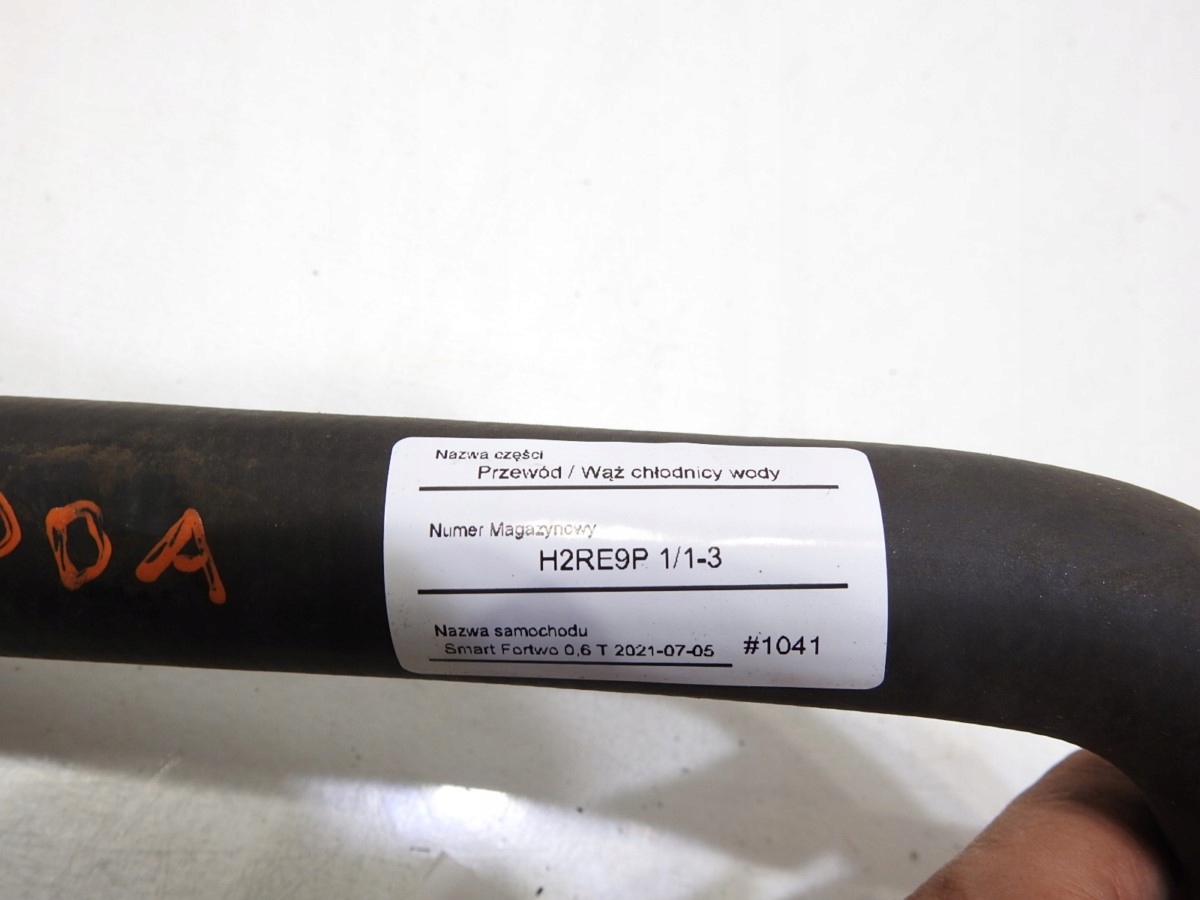 ODA
Nazwa części
Przewód / Wąż chłodnicy wody
Numer Magazynowy
H2RE9P 1/1-3
Nazwa samochodu
Smart Fortwo 0,6 T 2021-07-05 #1041